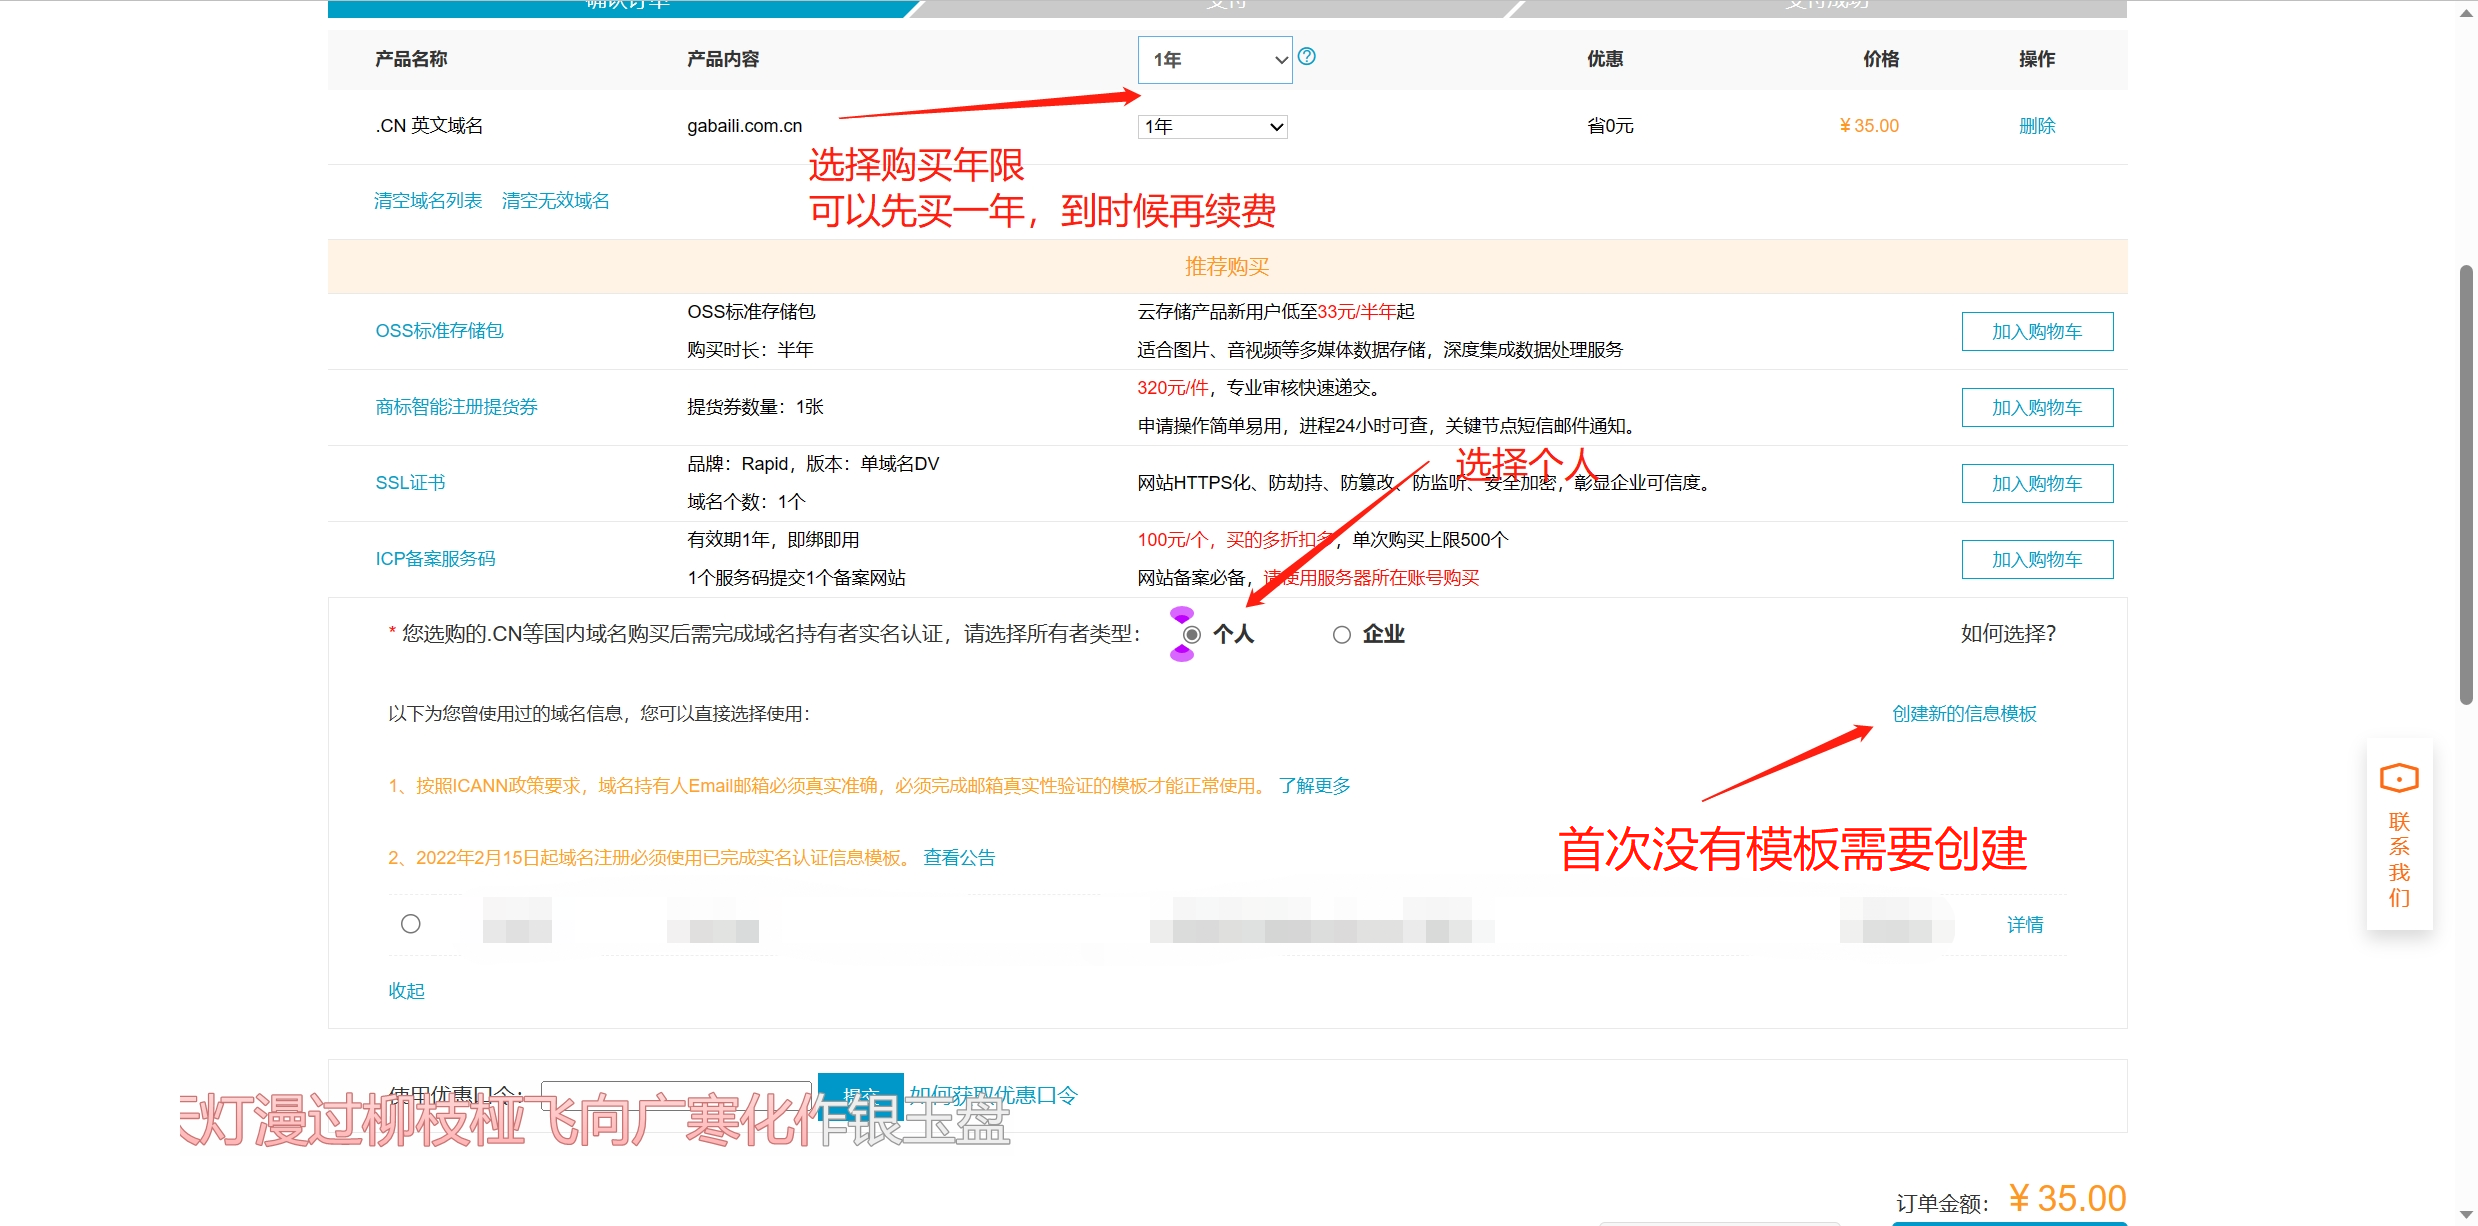 确认订单 支付 支付成功
产品名称 产品内容 1年 优惠 价格 操作
.CN 英文域名 gabaili.com.cn 1年 省0元 ¥35.00 删除
选择购买年限
清空域名列表 清空无效域名
可以先买一年，到时候再续费
推荐购买
OSS标准存储包
OSS标准存储包
购买时长：半年
云存储产品新用户低至33元/半年起
适合图片、音视频等多媒体数据存储，深度集成数据处理服务
加入购物车
商标智能注册提货券
提货券数量：1张
320元/件，专业审核快速递交。
申请操作简单易用，进程24小时可查，关键节点短信邮件通知。
加入购物车
选择个人
SSL证书
品牌：Rapid，版本：单域名DV
域名个数：1个
网站HTTPS化、防劫持、防篡改、防监听、安全加密，彰显企业可信度。
加入购物车
ICP备案服务码
有效期1年，即绑即用
1个服务码提交1个备案网站
100元/个，买的多折扣多，单次购买上限500个
网站备案必备，请使用服务器所在账号购买
加入购物车
* 您选购的.CN等国内域名购买后需完成域名持有者实名认证，请选择所有者类型： 个人 企业 如何选择?
以下为您曾使用过的域名信息，您可以直接选择使用： 创建新的信息模板
1、按照ICANN政策要求，域名持有人Email邮箱必须真实准确，必须完成邮箱真实性验证的模板才能正常使用。 了解更多
首次没有模板需要创建
2、2022年2月15日起域名注册必须使用已完成实名认证信息模板。 查看公告
联系我们
详情
收起
使用优惠口令： 提交 如何获取优惠口令
灯漫过柳枝桠飞向广寒化作银玉盘
订单金额： ¥35.00